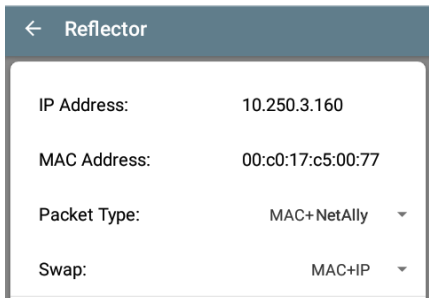 Reflector
IP Address: 10.250.3.160
MAC Address: 00:c0:17:c5:00:77
Packet Type: MAC+NetAlly
Swap: MAC+IP